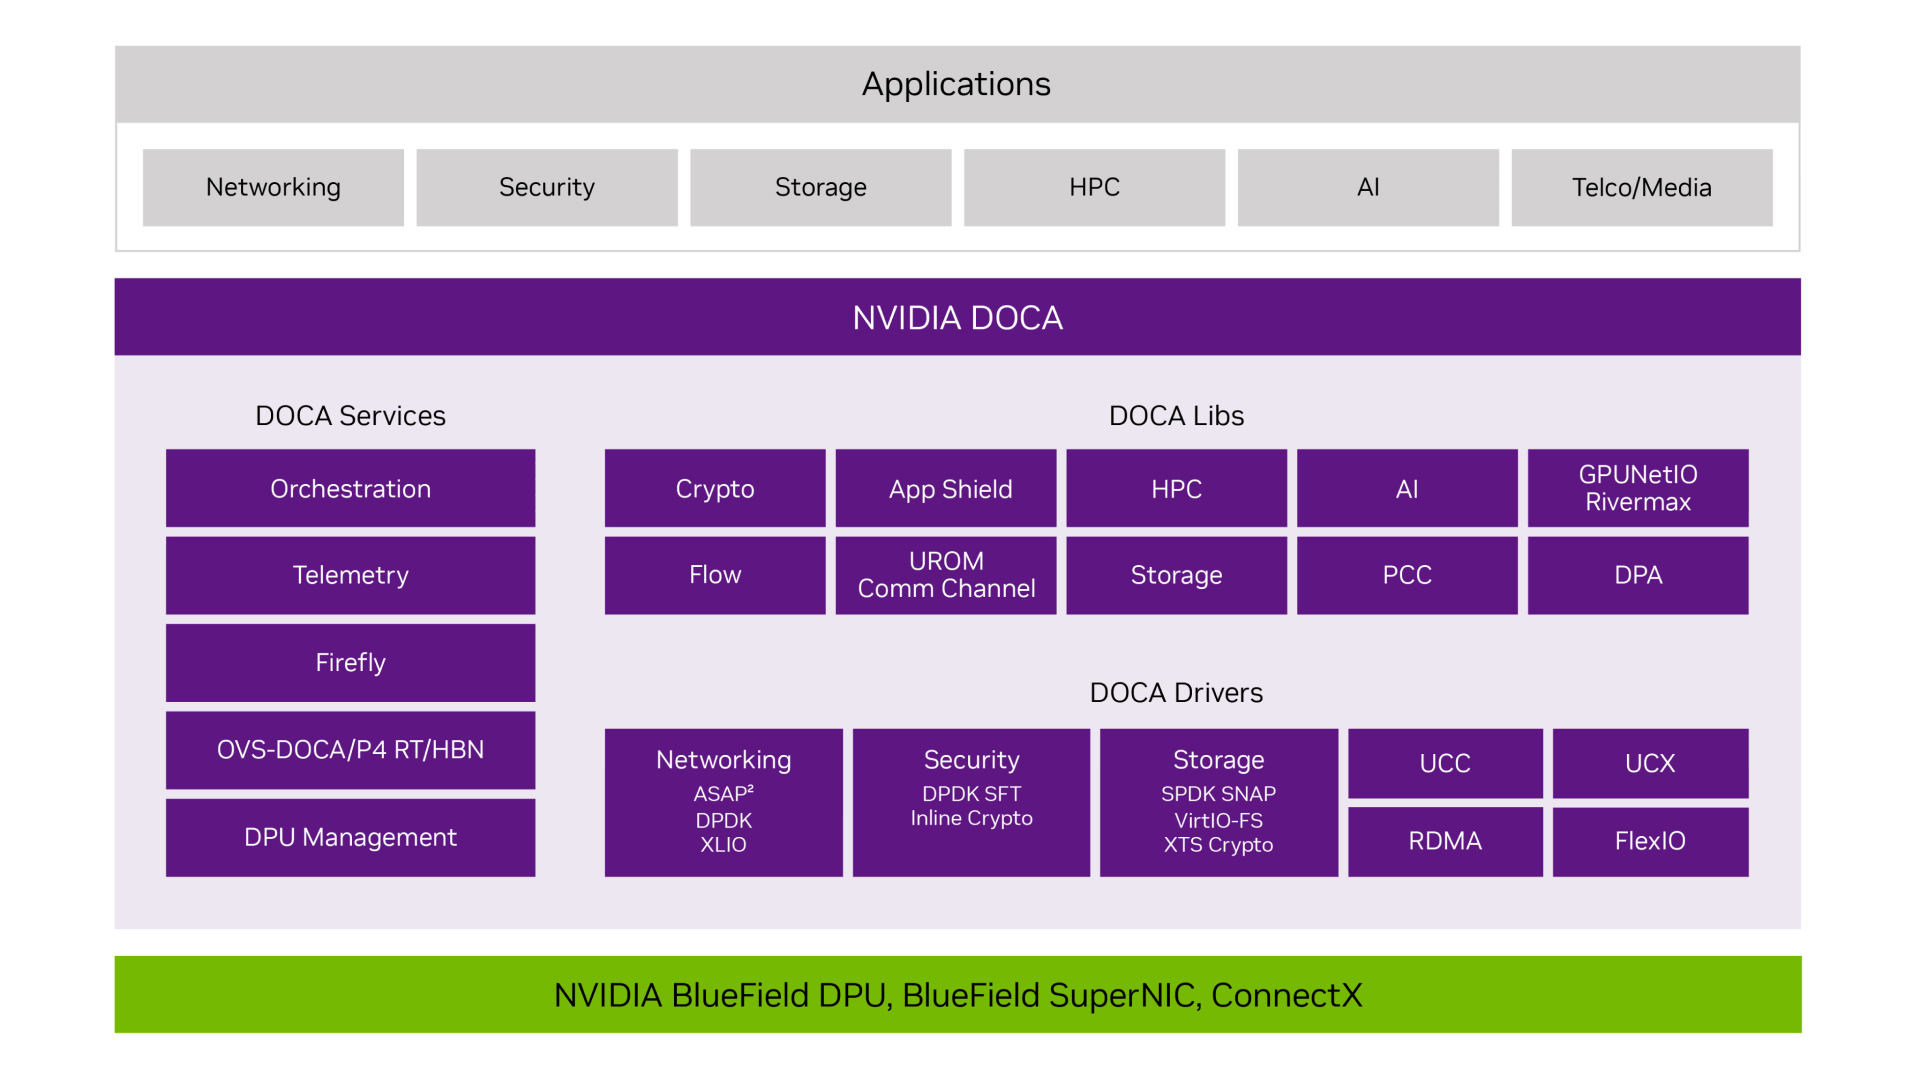 Applications
Networking
Security
Storage
HPC
AI
Telco/Media
NVIDIA DOCA
DOCA Services
Orchestration
Telemetry
Firefly
OVS-DOCA/P4 RT/HBN
DPU Management
DOCA Libs
Crypto
App Shield
HPC
AI
GPUNetIO
Rivermax
Flow
UROM
Comm Channel
Storage
PCC
DPA
DOCA Drivers
Networking
ASAP²
DPDK
XLIO
Security
DPDK SFT
Inline Crypto
Storage
SPDK SNAP
VirtIO-FS
XTS Crypto
UCC
UCX
RDMA
FlexIO
NVIDIA BlueField DPU, BlueField SuperNIC, ConnectX